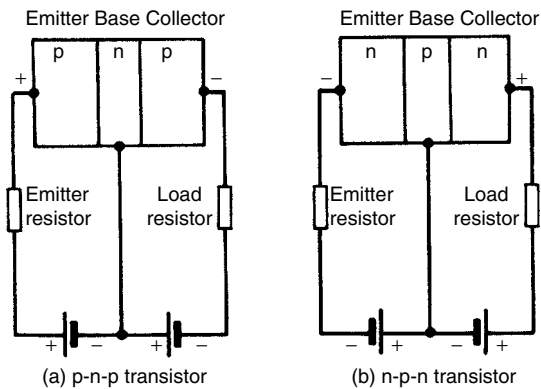 Emitter Base Collector
p n p
+ −
Emitter resistor
Load resistor
+ − + −
(a) p-n-p transistor
Emitter Base Collector
n p n
− +
Emitter resistor
Load resistor
− + − +
(b) n-p-n transistor